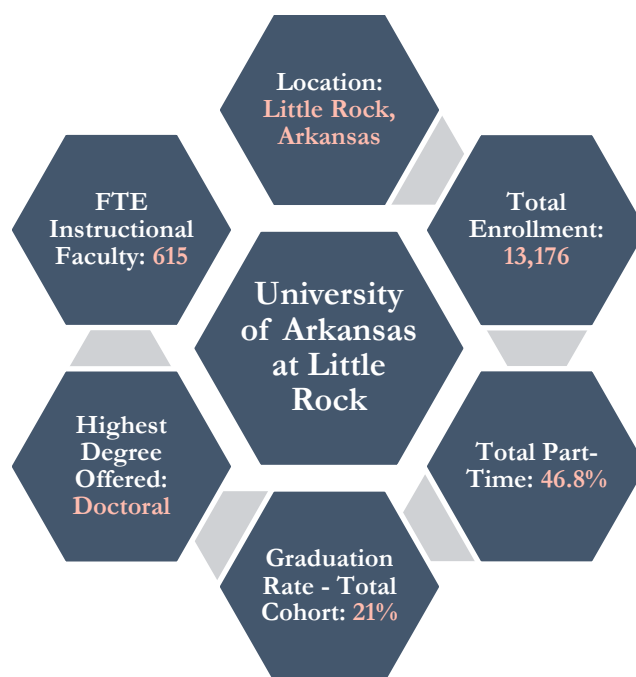 Location:
Little Rock,
Arkansas
Total
Enrollment:
13,176
Total Part-
Time: 46.8%
Graduation
Rate - Total
Cohort: 21%
Highest
Degree
Offered:
Doctoral
FTE
Instructional
Faculty: 615
University
of Arkansas
at Little
Rock